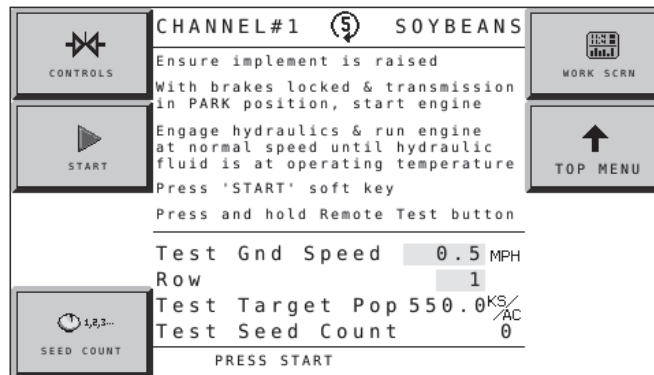 CONTROLS
START
1,2,3...
SEED COUNT
CHANNEL#1 5 SOYBEANS
Ensure implement is raised
With brakes locked & transmission
in PARK position, start engine
Engage hydraulics & run engine
at normal speed until hydraulic
fluid is at operating temperature
Press 'START' soft key
Press and hold Remote Test button
Test Gnd Speed 0.5 MPH
Row 1
Test Target Pop 550.0 KS/AC
Test Seed Count 0
PRESS START
WORK SCRN
TOP MENU